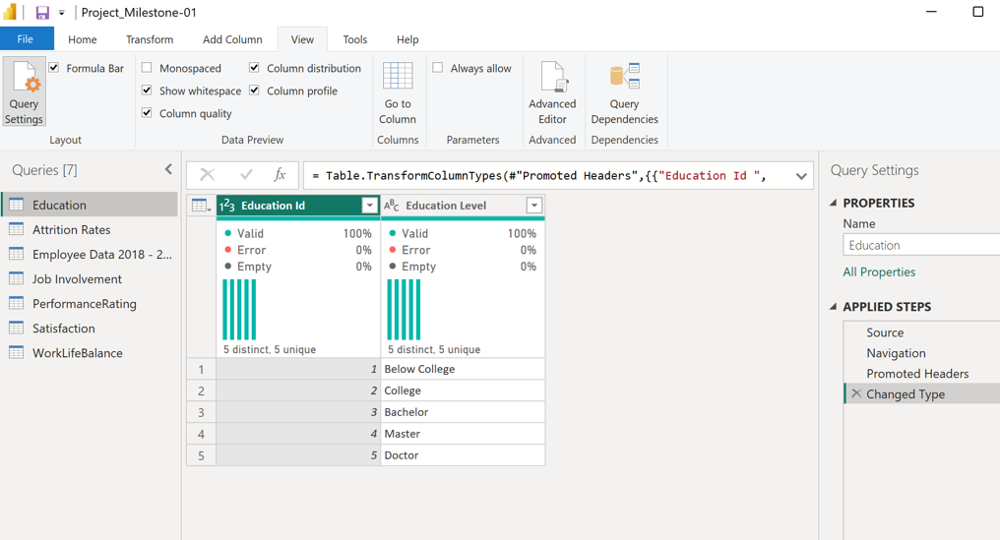 Project_Milestone-01
File Home Transform Add Column View Tools Help
Query Settings
Formula Bar
Layout
Monospaced
Show whitespace
Column quality
Column distribution
Column profile
Data Preview
Go to Column
Columns
Always allow
Parameters
Advanced Editor
Advanced
Query Dependencies
Dependencies
Queries [7]
Education
Attrition Rates
Employee Data 2018 - 2...
Job Involvement
PerformanceRating
Satisfaction
WorkLifeBalance
fx
= Table.TransformColumnTypes(#"Promoted Headers",{{"Education Id ",
123 Education Id
ABC Education Level
Valid 100%
Error 0%
Empty 0%
5 distinct, 5 unique
Valid 100%
Error 0%
Empty 0%
5 distinct, 5 unique
1 1 Below College
2 2 College
3 3 Bachelor
4 4 Master
5 5 Doctor
Query Settings
PROPERTIES
Name
Education
All Properties
APPLIED STEPS
Source
Navigation
Promoted Headers
Changed Type